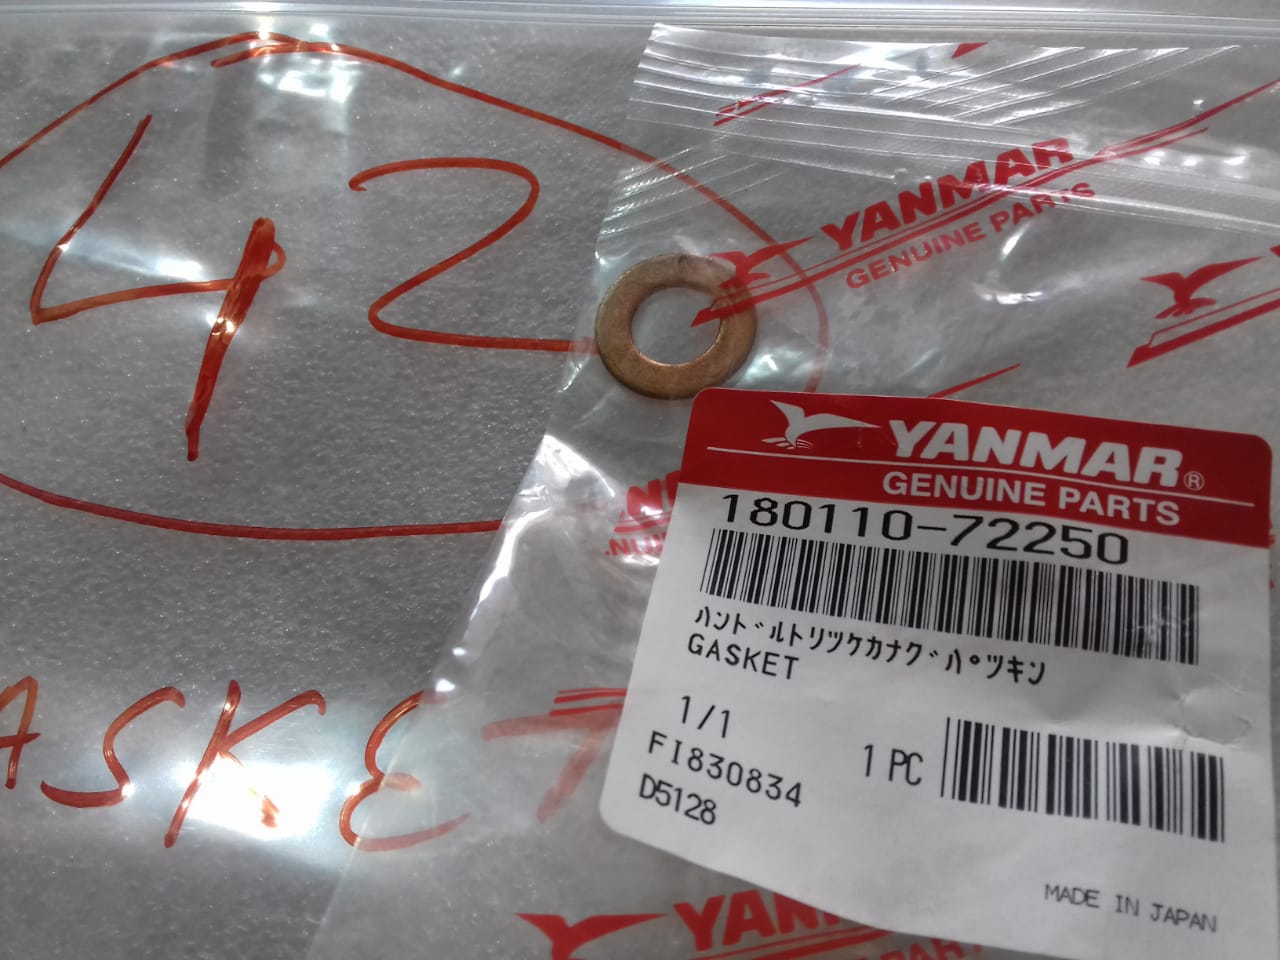 42
ASKET
YANMAR
GENUINE PARTS
YANMAR®
GENUINE PARTS
180110-72250
ハンドルトリツケカナグパツキン
GASKET
1/1
1 PC
FI830834
D5128
MADE IN JAPAN